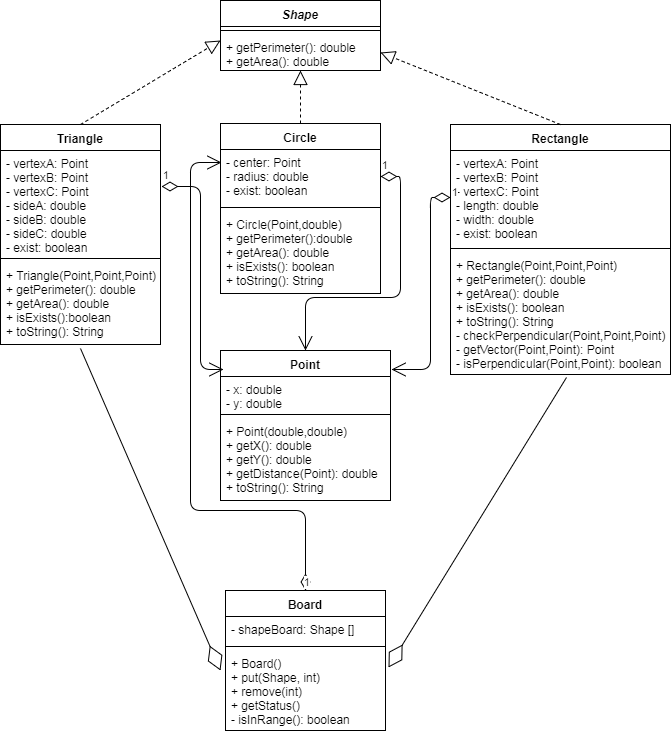 Shape
+ getPerimeter(): double
+ getArea(): double
Triangle
- vertexA: Point
- vertexB: Point
- vertexC: Point
- sideA: double
- sideB: double
- sideC: double
- exist: boolean
+ Triangle(Point,Point,Point)
+ getPerimeter(): double
+ getArea(): double
+ isExists():boolean
+ toString(): String
1
Circle
- center: Point
- radius: double
- exist: boolean
+ Circle(Point,double)
+ getPerimeter():double
+ getArea(): double
+ isExists(): boolean
+ toString(): String
1
Rectangle
- vertexA: Point
- vertexB: Point
- vertexC: Point
- length: double
- width: double
- exist: boolean
+ Rectangle(Point,Point,Point)
+ getPerimeter(): double
+ getArea(): double
+ isExists(): boolean
+ toString(): String
- checkPerpendicular(Point,Point,Point)
- getVector(Point,Point): Point
- isPerpendicular(Point,Point): boolean
1
Point
- x: double
- y: double
+ Point(double,double)
+ getX(): double
+ getY(): double
+ getDistance(Point): double
+ toString(): String
1
Board
- shapeBoard: Shape []
+ Board()
+ put(Shape, int)
+ remove(int)
+ getStatus()
- isInRange(): boolean